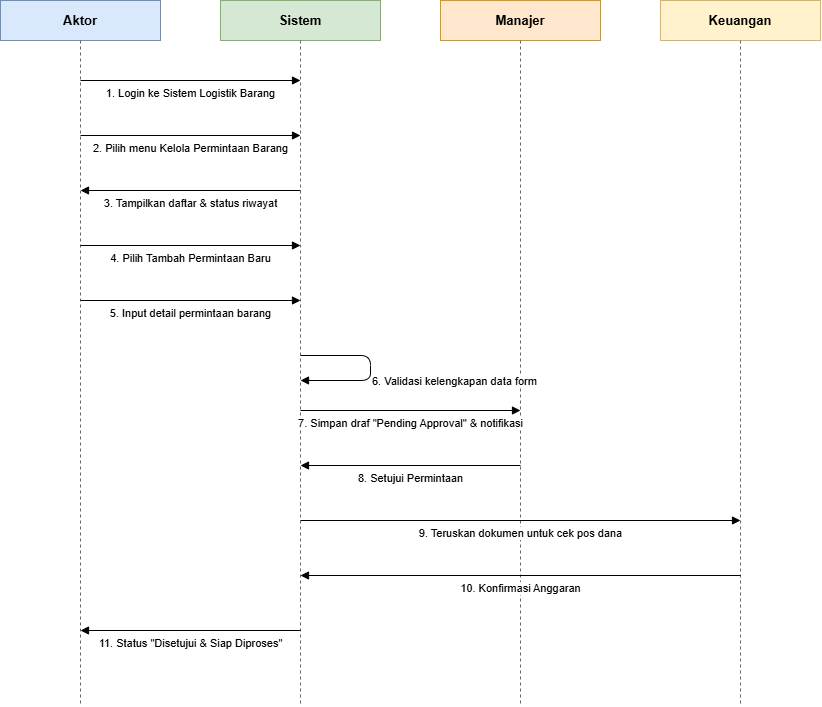 Aktor
Sistem
Manajer
Keuangan
1. Login ke Sistem Logistik Barang
2. Pilih menu Kelola Permintaan Barang
3. Tampilkan daftar & status riwayat
4. Pilih Tambah Permintaan Baru
5. Input detail permintaan barang
6. Validasi kelengkapan data form
7. Simpan draf "Pending Approval" & notifikasi
8. Setujui Permintaan
9. Teruskan dokumen untuk cek pos dana
10. Konfirmasi Anggaran
11. Status "Disetujui & Siap Diproses"